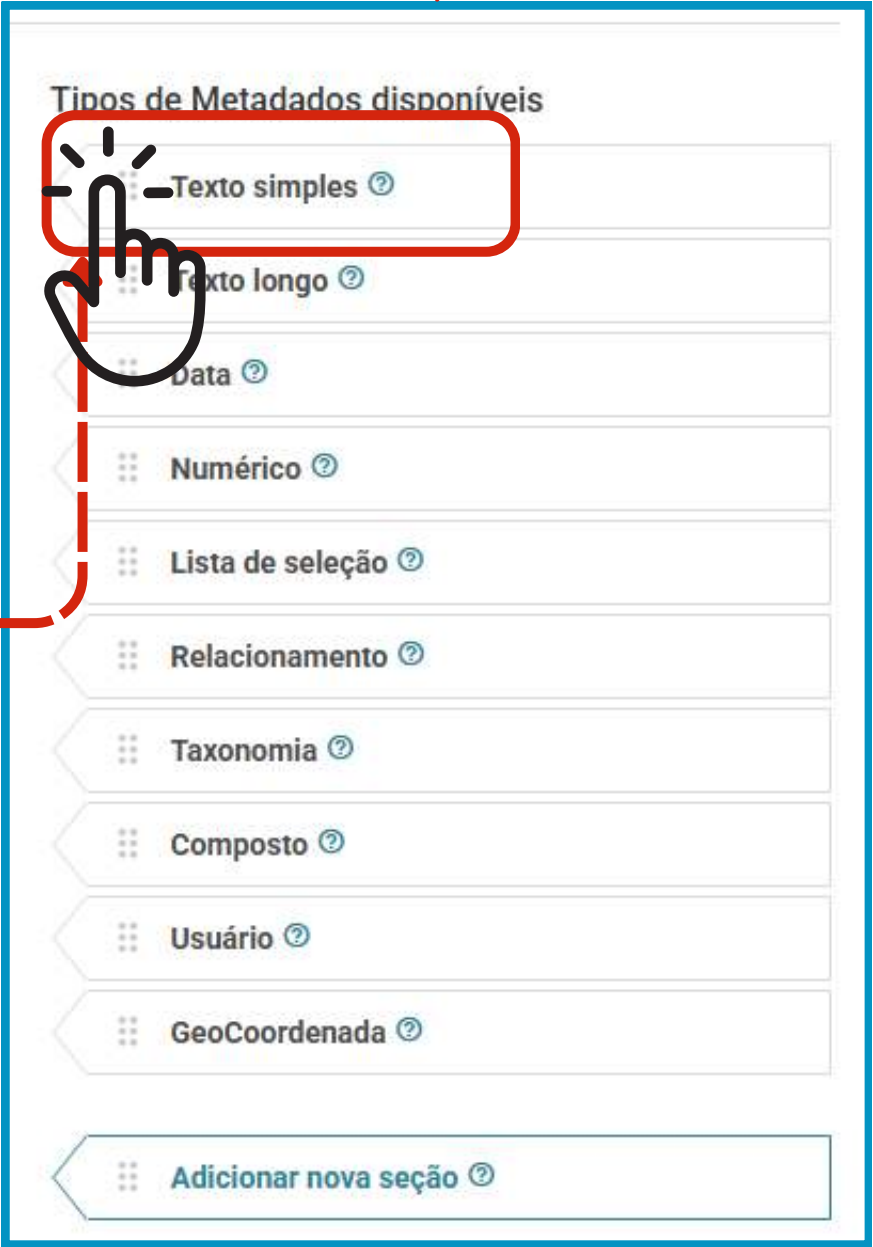 Tipos de Metadados disponíveis
Texto simples
Texto longo
Data
Numérico
Lista de seleção
Relacionamento
Taxonomia
Composto
Usuário
GeoCoordenada
Adicionar nova seção